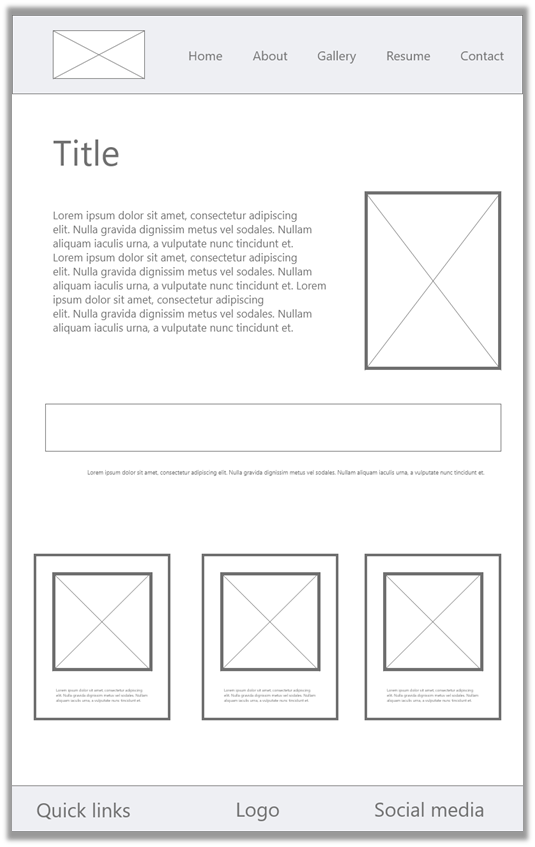 Home About Gallery Resume Contact
Title
Lorem ipsum dolor sit amet, consectetur adipiscing
elit. Nulla gravida dignissim metus vel sodales. Nullam
aliquam iaculis urna, a vulputate nunc tincidunt et.
Lorem ipsum dolor sit amet, consectetur adipiscing
elit. Nulla gravida dignissim metus vel sodales. Nullam
aliquam iaculis urna, a vulputate nunc tincidunt et. Lorem
ipsum dolor sit amet, consectetur adipiscing
elit. Nulla gravida dignissim metus vel sodales. Nullam
aliquam iaculis urna, a vulputate nunc tincidunt et.
Lorem ipsum dolor sit amet, consectetur adipiscing elit. Nulla gravida dignissim metus vel sodales. Nullam aliquam iaculis urna, a vulputate nunc tincidunt et.
Lorem ipsum dolor sit amet, consectetur adipiscing
elit. Nulla gravida dignissim metus vel sodales. Nullam
aliquam iaculis urna, a vulputate nunc tincidunt et.
Lorem ipsum dolor sit amet, consectetur adipiscing
elit. Nulla gravida dignissim metus vel sodales. Nullam
aliquam iaculis urna, a vulputate nunc tincidunt et.
Lorem ipsum dolor sit amet, consectetur adipiscing
elit. Nulla gravida dignissim metus vel sodales. Nullam
aliquam iaculis urna, a vulputate nunc tincidunt et.
Quick links Logo Social media